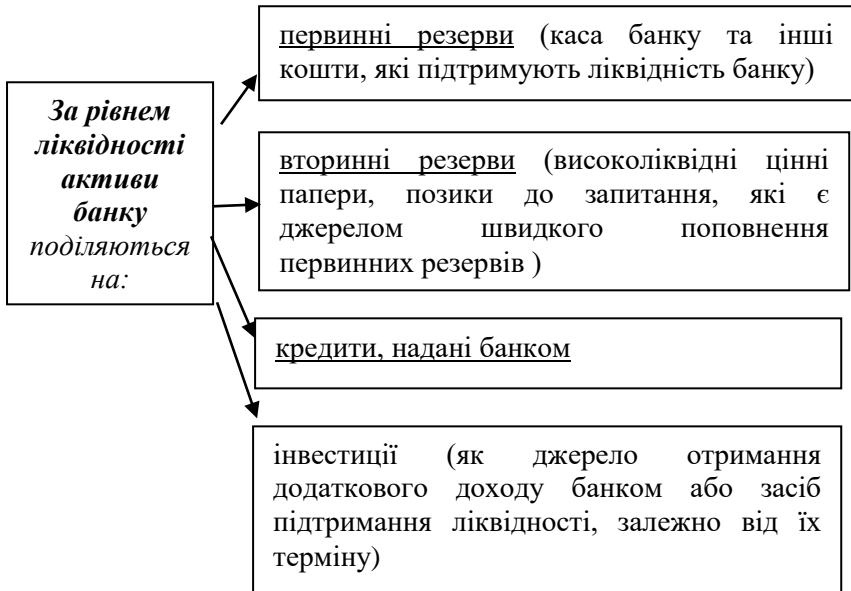 За рівнем
ліквідності
активи
банку
поділяються
на:
первинні резерви (каса банку та інші
кошти, які підтримують ліквідність банку)
вторинні резерви (високоліквідні цінні
папери, позики до запитання, які є
джерелом швидкого поповнення
первинних резервів )
кредити, надані банком
інвестиції (як джерело отримання
додаткового доходу банком або засіб
підтримання ліквідності, залежно від їх
терміну)